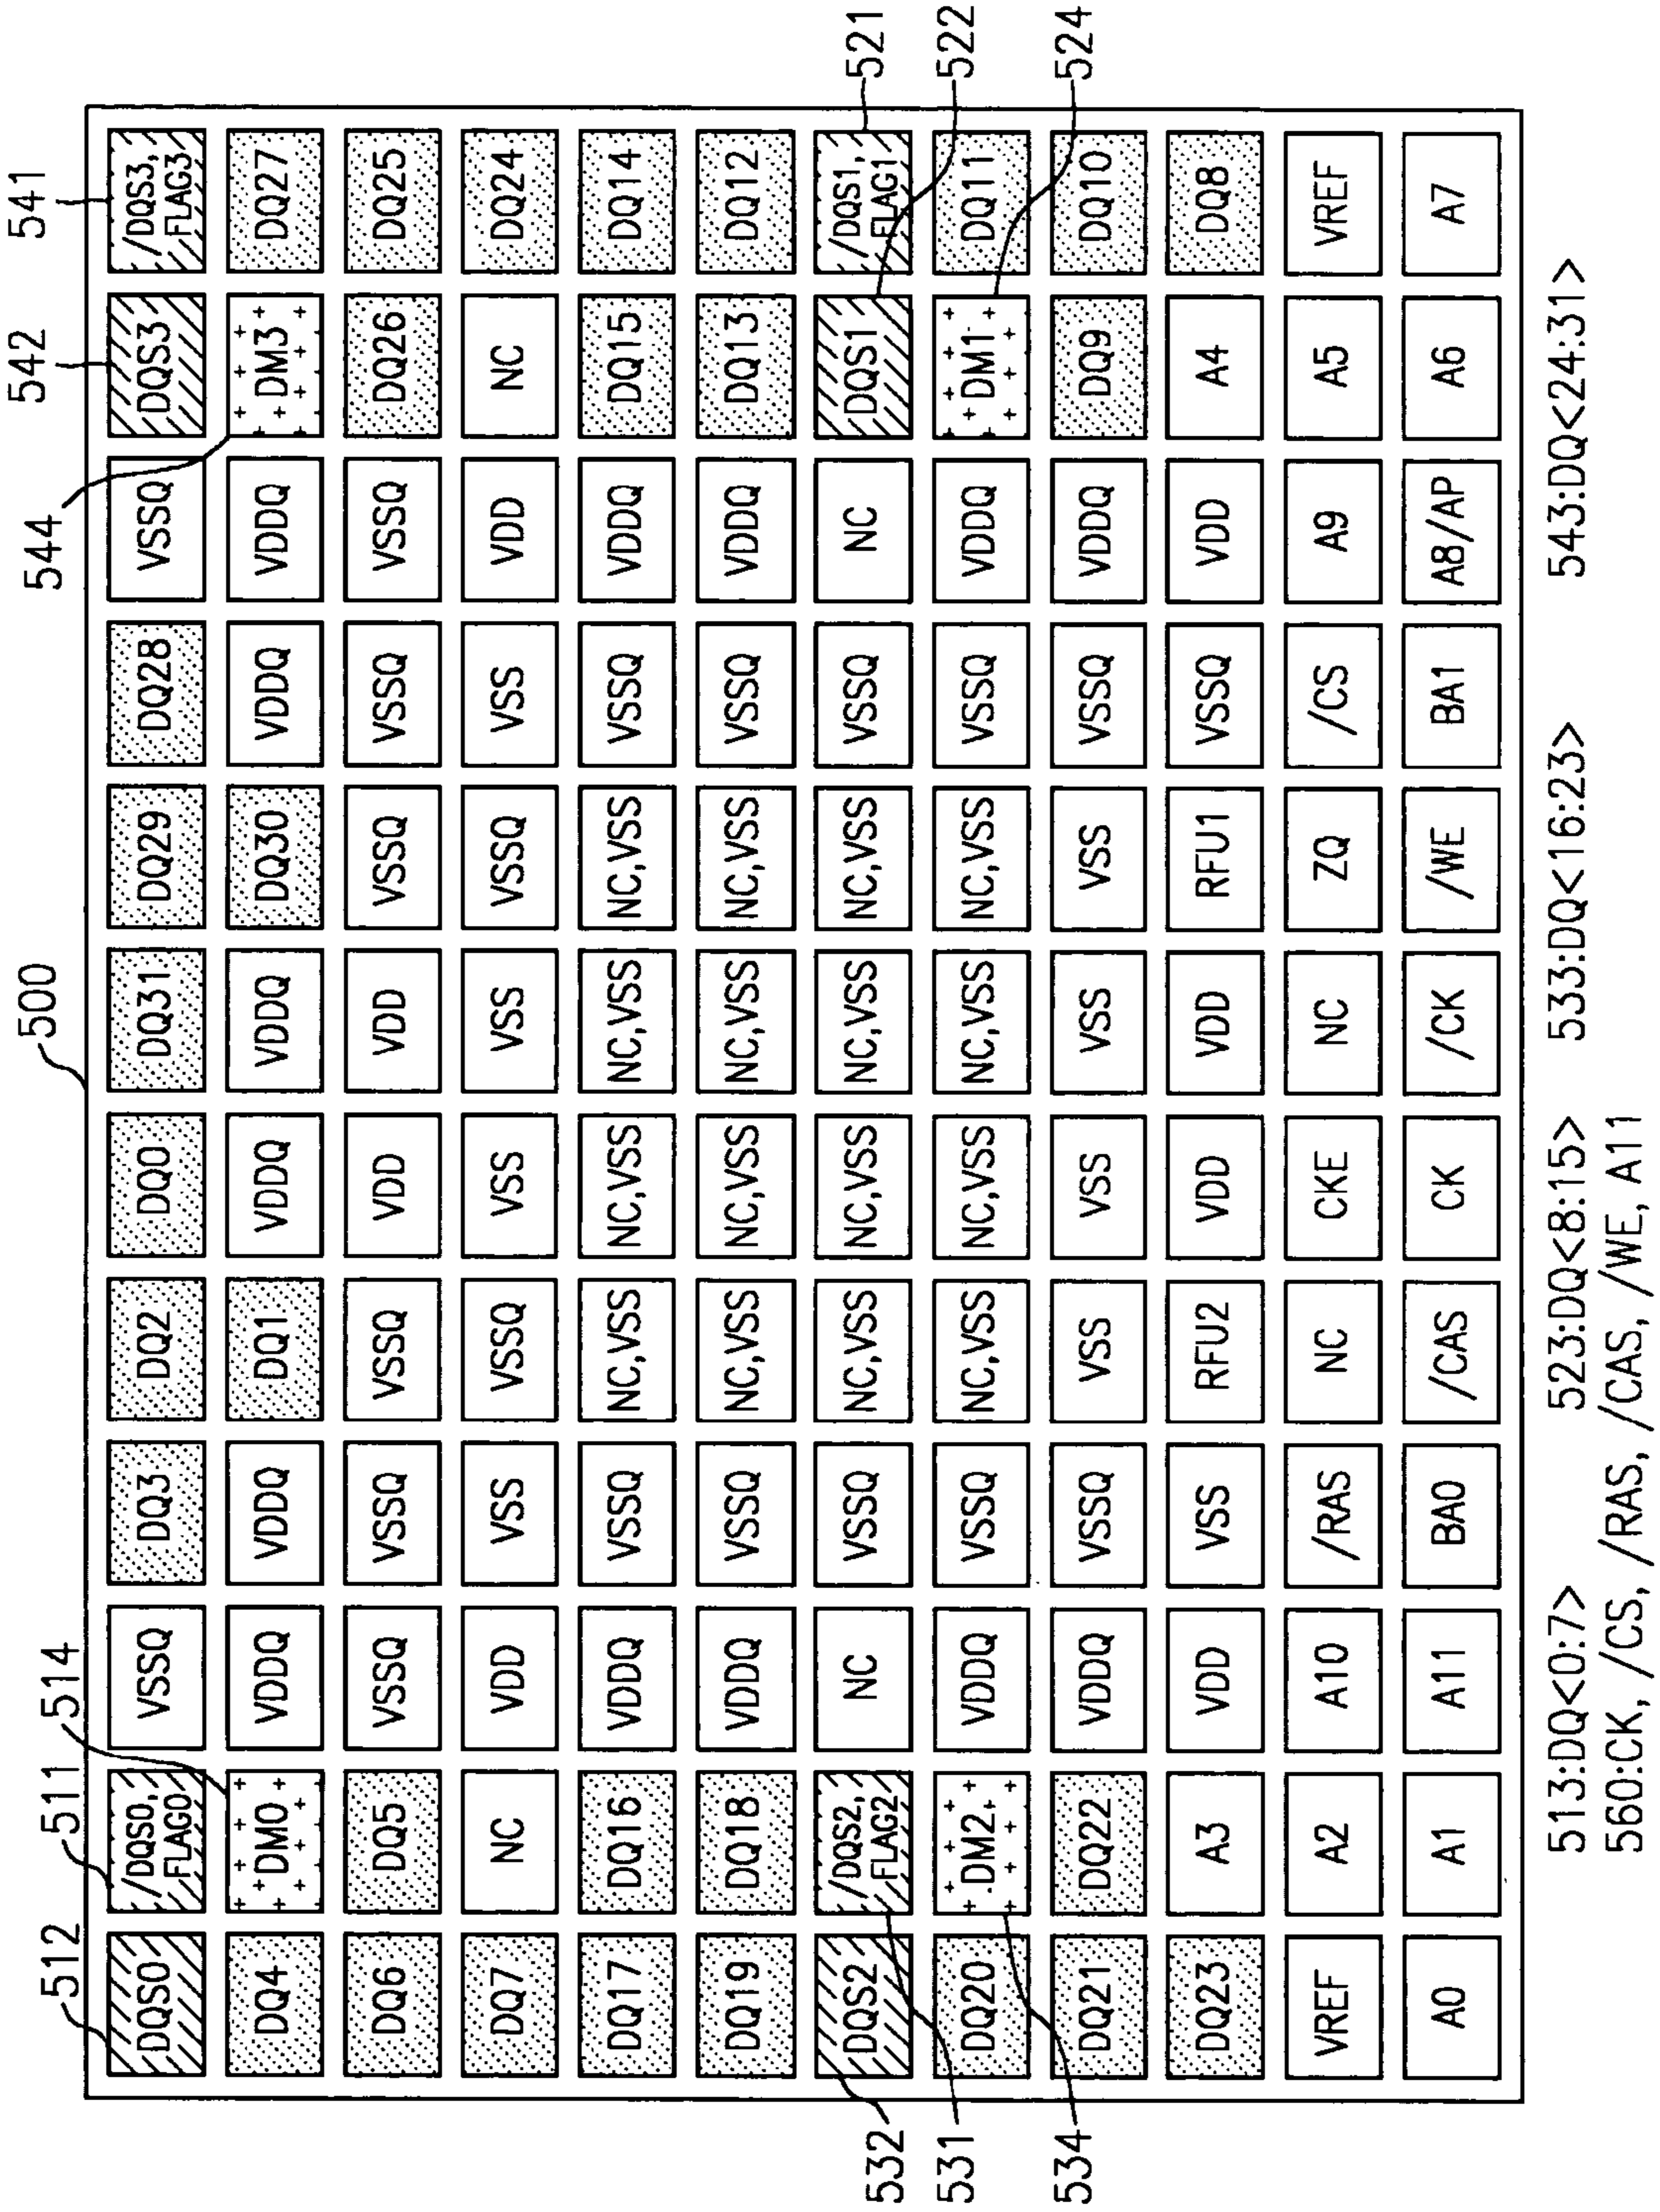 512 511 514 500 544 542 541
DQS0 /DQS0, FLAG0 VSSQ DQ3 DQ2 DQ0 DQ31 DQ29 DQ28 VSSQ DQS3 /DQS3, FLAG3
DQ4 DM0 VDDQ VDDQ DQ1 VDDQ VDDQ DQ30 VDDQ VDDQ DM3 DQ27
DQ6 DQ5 VSSQ VSSQ VSSQ VDD VDD VSSQ VSSQ VSSQ DQ26 DQ25
DQ7 NC VDD VSS VSSQ VSS VSS VSSQ VSS VDD NC DQ24
DQ17 DQ16 VDDQ VSSQ NC,VSS NC,VSS NC,VSS NC,VSS VSSQ VDDQ DQ15 DQ14
DQ19 DQ18 VDDQ VSSQ NC,VSS NC,VSS NC,VSS NC,VSS VSSQ VDDQ DQ13 DQ12
532 DQS2 /DQS2, FLAG2 NC VSSQ NC,VSS NC,VSS NC,VSS NC,VSS VSSQ NC DQS1 /DQS1, FLAG1 521
531 DQ20 DM2 VDDQ VSSQ NC,VSS NC,VSS NC,VSS NC,VSS VSSQ VDDQ DM1 DQ11 522
534 DQ21 DQ22 VDDQ VSSQ VSS VSS VSS VSS VSSQ VDDQ DQ9 DQ10 524
DQ23 A3 VDD VSS RFU2 VDD VDD RFU1 VSSQ VDD A4 DQ8
VREF A2 A10 /RAS NC CKE NC ZQ /CS A9 A5 VREF
A0 A1 A11 BA0 /CAS CK /CK /WE BA1 A8/AP A6 A7
513:DQ<0:7> 523:DQ<8:15> 533:DQ<16:23> 543:DQ<24:31>
560:CK, /CS, /RAS, /CAS, /WE, A11